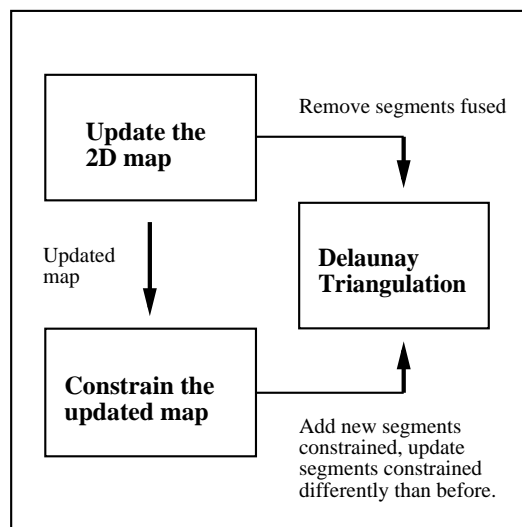 Update the
2D map
Remove segments fused
Updated
map
Delaunay
Triangulation
Constrain the
updated map
Add new segments
constrained, update
segments constrained
differently than before.